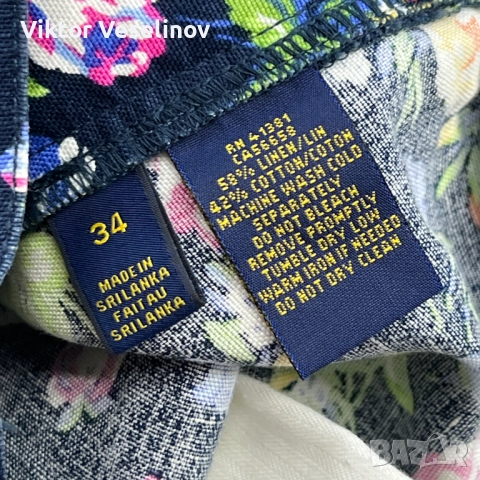 Viktor Veselinov
34
MADE IN
SRI LANKA
FAIT AU
SRI LANKA
RN 41381
CA56658
58% LINEN/LIN
42% COTTON/COTON
MACHINE WASH COLD
SEPARATELY
DO NOT BLEACH
REMOVE PROMPTLY
TUMBLE DRY LOW
WARM IRON IF NEEDED
DO NOT DRY CLEAN
BAZAR